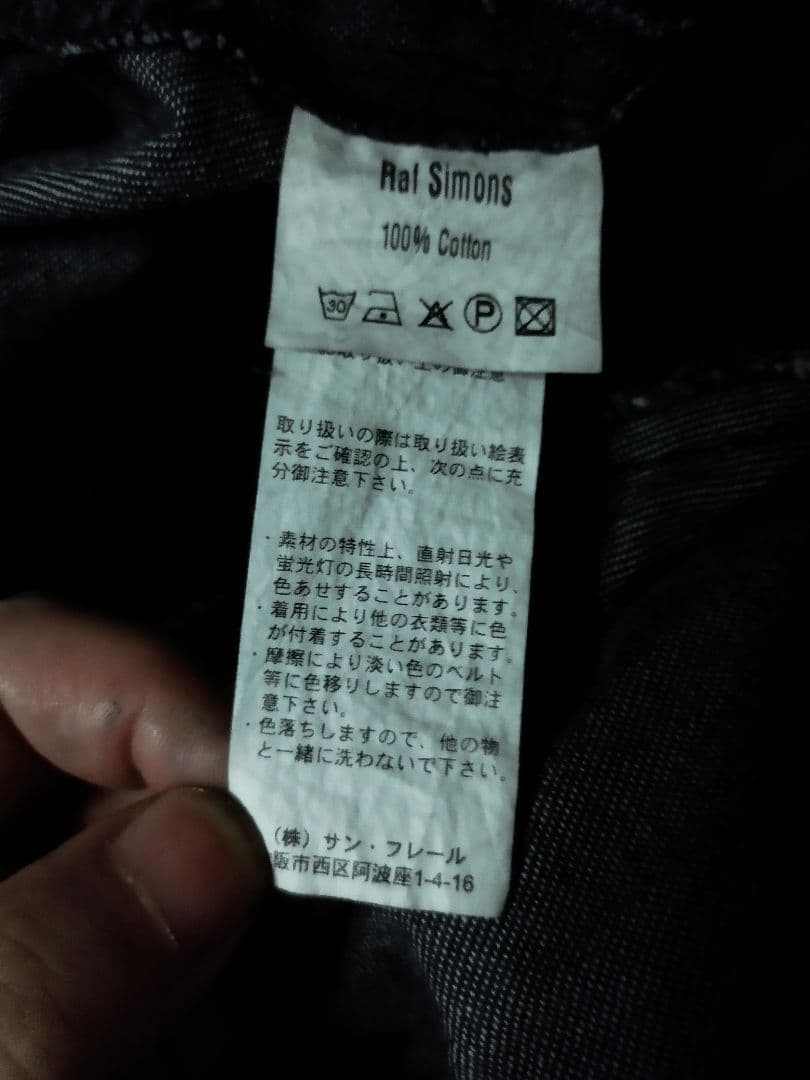 Raf Simons
100% Cotton
30 P
取り扱いの際は取り扱い絵表
示をご確認の上、次の点に充
分御注意下さい。
・素材の特性上、直射日光や
蛍光灯の長時間照射により、
色あせすることがあります。
・着用により他の衣類等に色
が付着することがあります。
・摩擦により淡い色のベルト
等に色移りしますので御注
意下さい。
・色落ちしますので、他の物
と一緒に洗わないで下さい。
(株) サン・フレール
阪市西区阿波座1-4-16